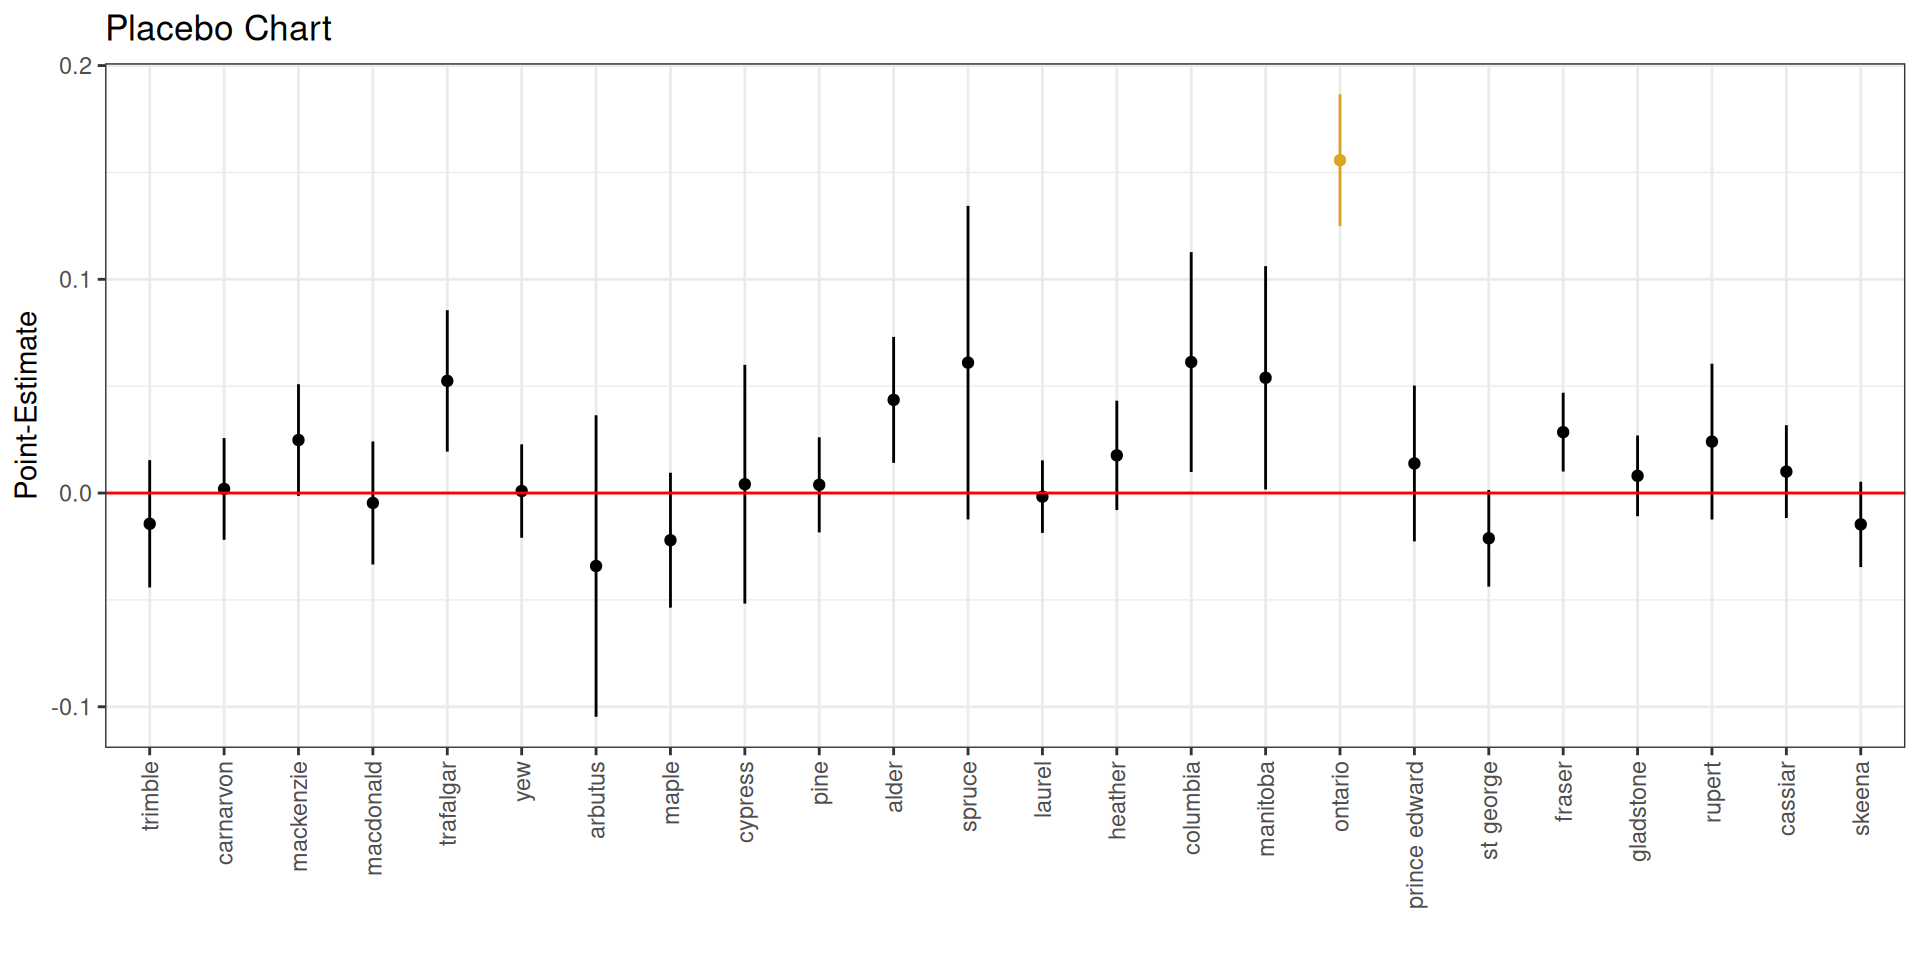 Placebo Chart
0.2
0.1
0.0
-0.1
Point-Estimate
trimble
carnarvon
mackenzie
macdonald
trafalgar
yew
arbutus
maple
cypress
pine
alder
spruce
laurel
heather
columbia
manitoba
ontario
prince edward
st george
fraser
gladstone
rupert
cassiar
skeena